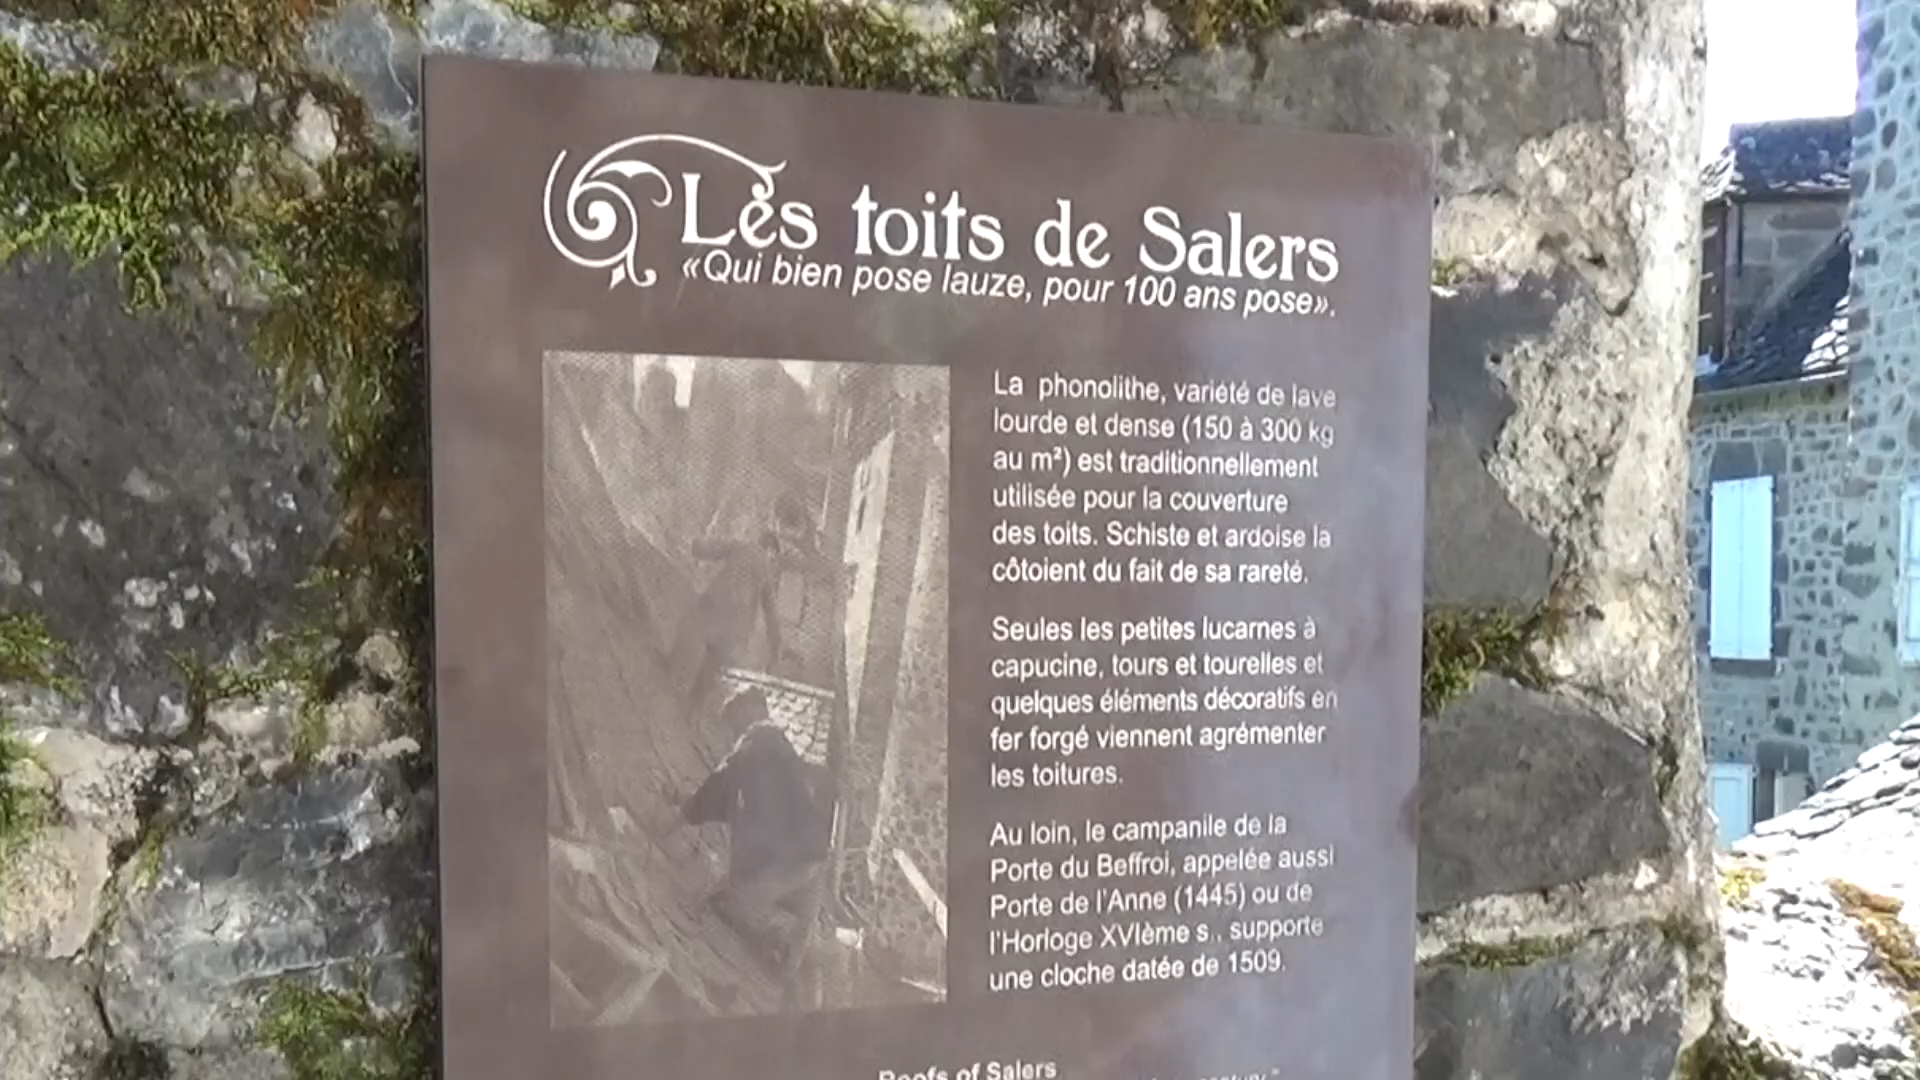 Les toits de Salers
«Qui bien pose lauze, pour 100 ans pose».
La phonolithe, variété de lave
lourde et dense (150 à 300 kg
au m²) est traditionnellement
utilisée pour la couverture
des toits. Schiste et ardoise la
côtoient du fait de sa rareté.
Seules les petites lucarnes à
capucine, tours et tourelles et
quelques éléments décoratifs en
fer forgé viennent agrémenter
les toitures.
Au loin, le campanile de la
Porte du Beffroi, appelée aussi
Porte de l'Anne (1445) ou de
l'Horloge XVIème s., supporte
une cloche datée de 1509.
Roofs of Salers